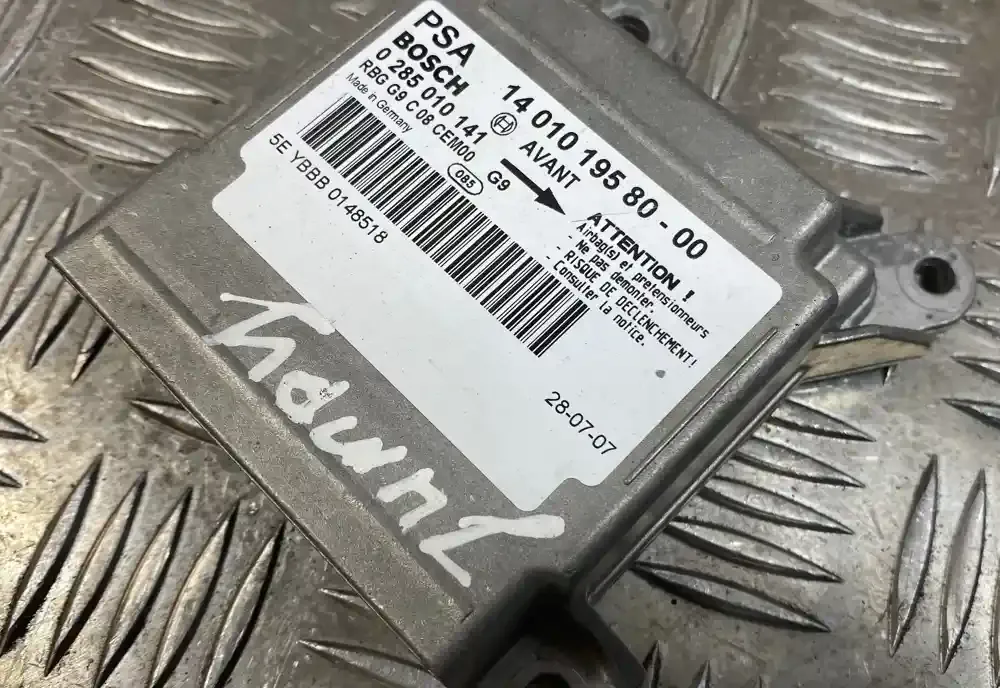 PSA
14 010 195 80 - 00
BOSCH
0 285 010 141
AVANT
RBG G9 C 08 CEM00
085
G9
Made in Germany
ATTENTION !
Airbag(s) et pretensionneurs
- Ne pas demonter.
- RISQUE DE DECLENCHEMENT!
- Consulter la notice.
5E YBBB 0148518
28-07-07